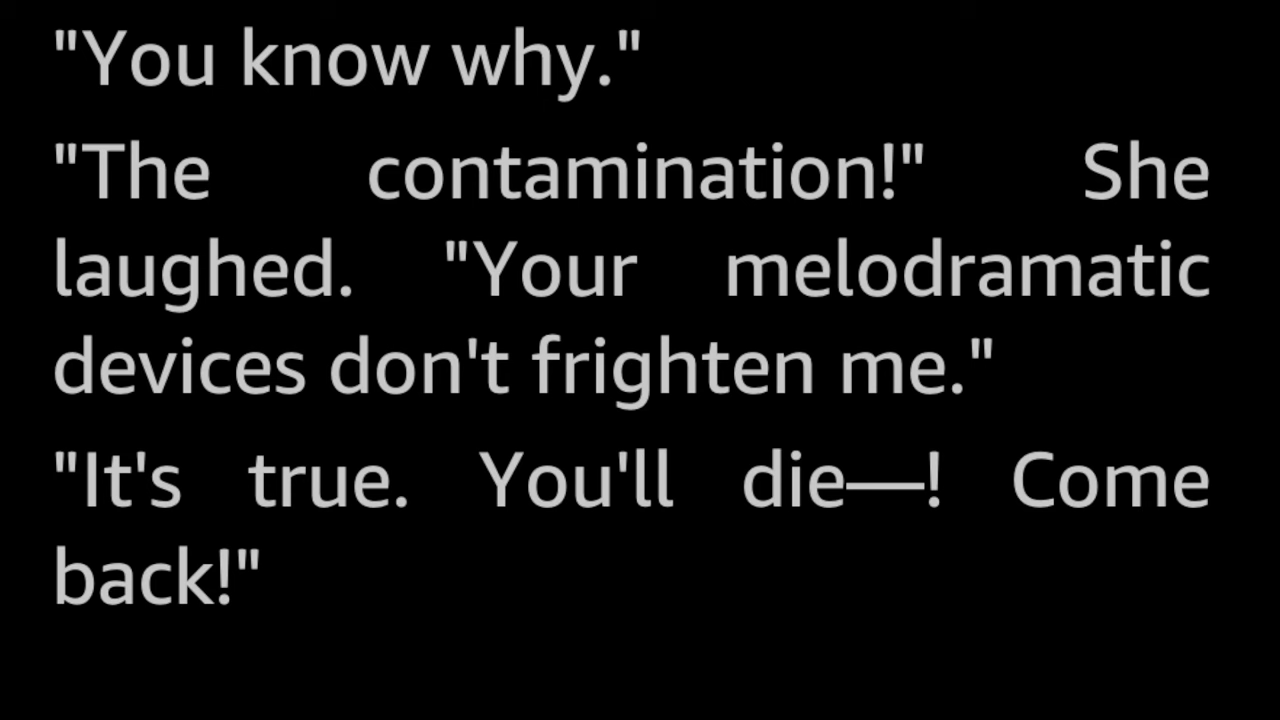 "You know why."
"The contamination!" She
laughed. "Your melodramatic
devices don't frighten me."
"It's true. You'll die—! Come
back!"